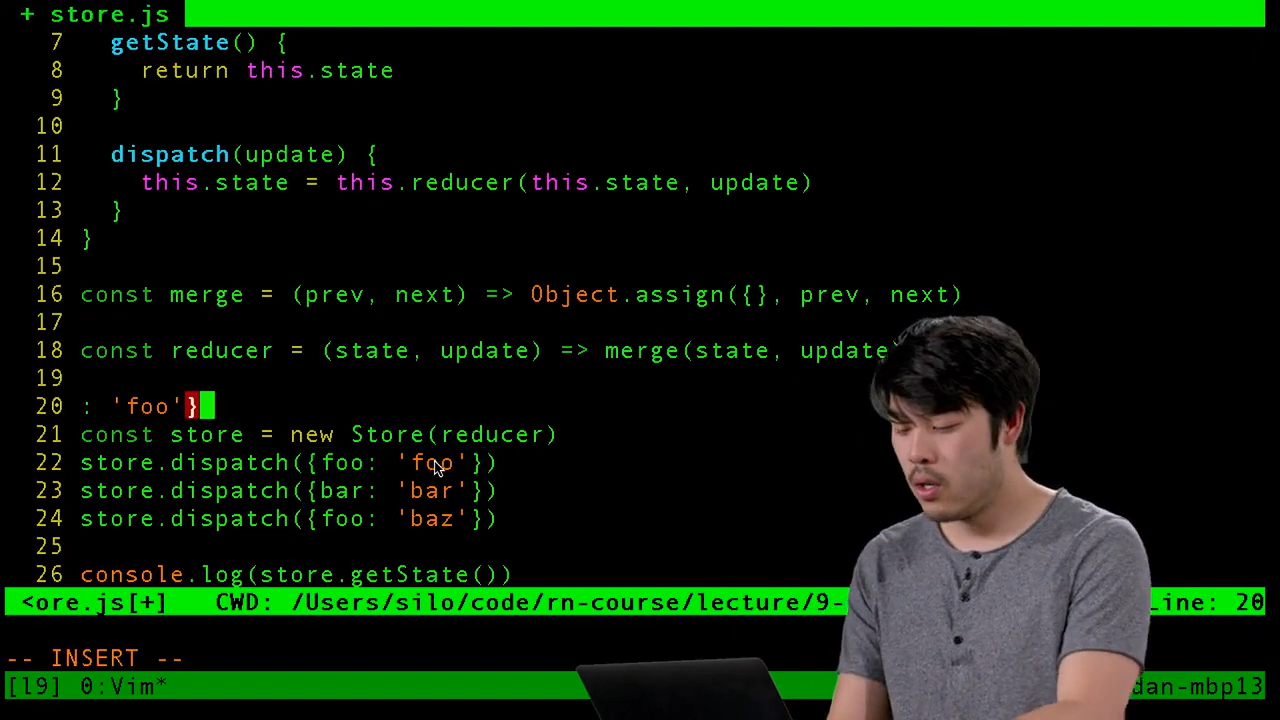 + store.js
7 getState() {
8 return this.state
9 }
10
11 dispatch(update) {
12 this.state = this.reducer(this.state, update)
13 }
14 }
15
16 const merge = (prev, next) => Object.assign({}, prev, next)
17
18 const reducer = (state, update) => merge(state, update
19
20 : 'foo'}
21 const store = new Store(reducer)
22 store.dispatch({foo: 'foo'})
23 store.dispatch({bar: 'bar'})
24 store.dispatch({foo: 'baz'})
25
26 console.log(store.getState())
<ore.js[+] CWD: /Users/silo/code/rn-course/lecture/9- Line: 20
-- INSERT --
[l9] 0:Vim* dan-mbp13